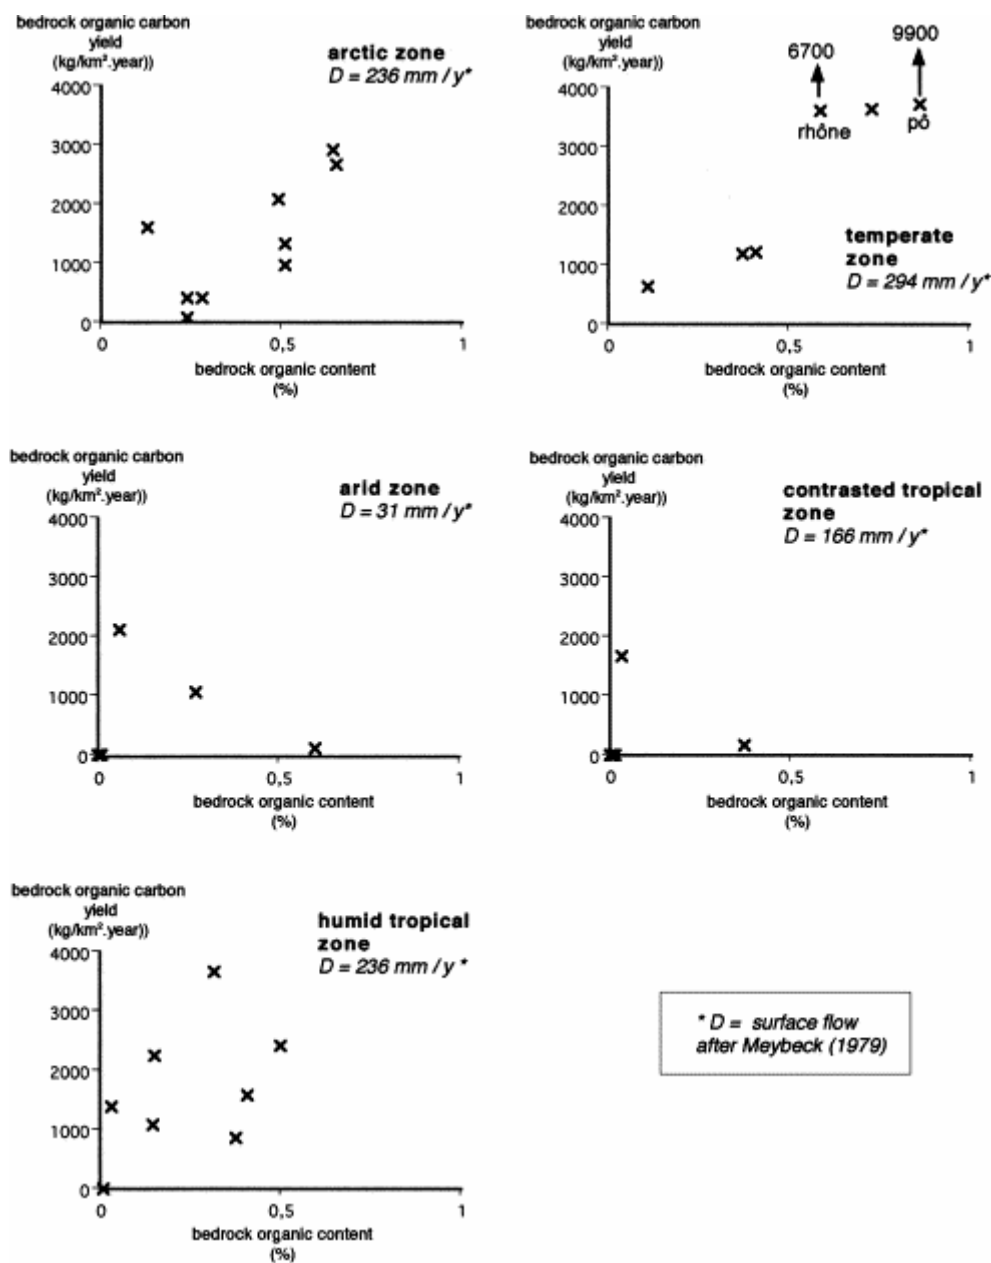 bedrock organic carbon
yield
(kg/km².year))
arctic zone
D = 236 mm / y*
4000
3000
2000
1000
0
0 0,5 1
bedrock organic content
(%)
bedrock organic carbon
yield
(kg/km².year))
6700
9900
4000
3000
2000
1000
0
rhône
pô
temperate
zone
D = 294 mm / y*
0 0,5 1
bedrock organic content
(%)
bedrock organic carbon
yield
(kg/km².year))
arid zone
D = 31 mm / y*
4000
3000
2000
1000
0
0 0,5 1
bedrock organic content
(%)
bedrock organic carbon
yield
(kg/km².year))
contrasted tropical
zone
D = 166 mm / y*
4000
3000
2000
1000
0
0 0,5 1
bedrock organic content
(%)
bedrock organic carbon
yield
(kg/km².year))
humid tropical
zone
D = 236 mm / y *
4000
3000
2000
1000
0
0 0,5 1
bedrock organic content
(%)
* D = surface flow
after Meybeck (1979)